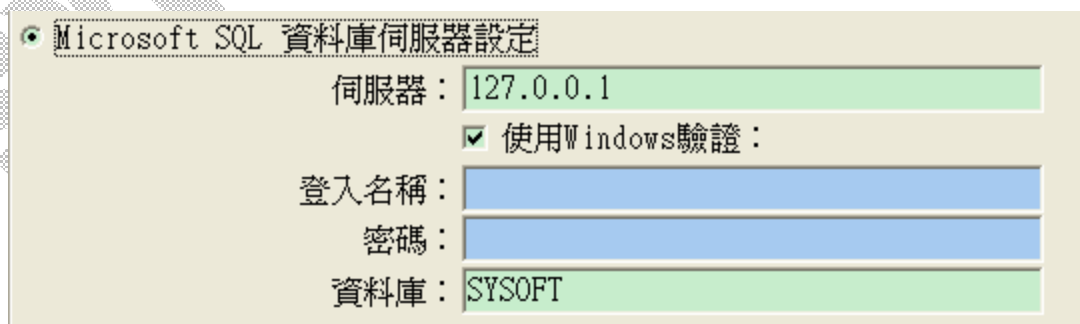 Microsoft SQL 資料庫伺服器設定
伺服器：127.0.0.1
使用Windows驗證：
登入名稱：
密碼：
資料庫：SYSOFT